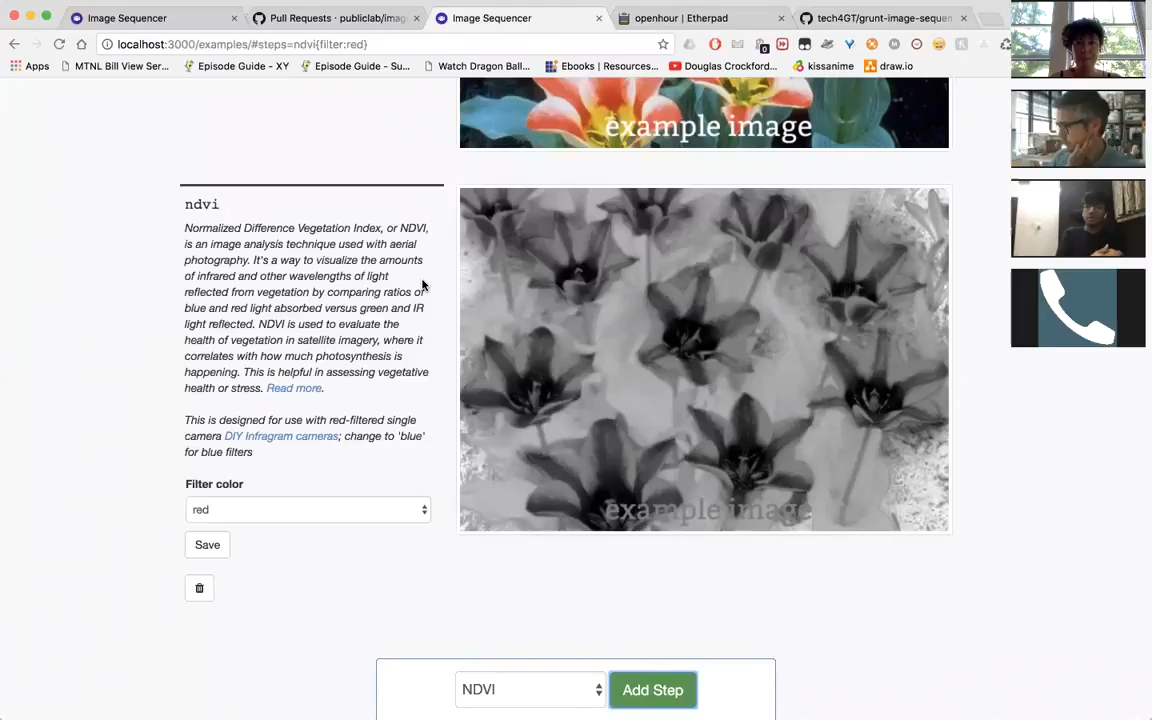 Image Sequencer
Pull Requests · publiclab/imag
Image Sequencer
openhour | Etherpad
tech4GT/grunt-image-sequen
localhost:3000/examples/#steps=ndvi{filter:red}
0
Apps
MTNL Bill View Ser...
Episode Guide - XY
Episode Guide - Su...
Watch Dragon Ball...
Ebooks | Resources...
Douglas Crockford...
kissanime
draw.io
example image
ndvi
Normalized Difference Vegetation Index, or NDVI,
is an image analysis technique used with aerial
photography. It's a way to visualize the amounts
of infrared and other wavelengths of light
reflected from vegetation by comparing ratios of
blue and red light absorbed versus green and IR
light reflected. NDVI is used to evaluate the
health of vegetation in satellite imagery, where it
correlates with how much photosynthesis is
happening. This is helpful in assessing vegetative
health or stress. Read more.
This is designed for use with red-filtered single
camera DIY Infragram cameras; change to 'blue'
for blue filters
Filter color
red
Save
example image
NDVI
Add Step